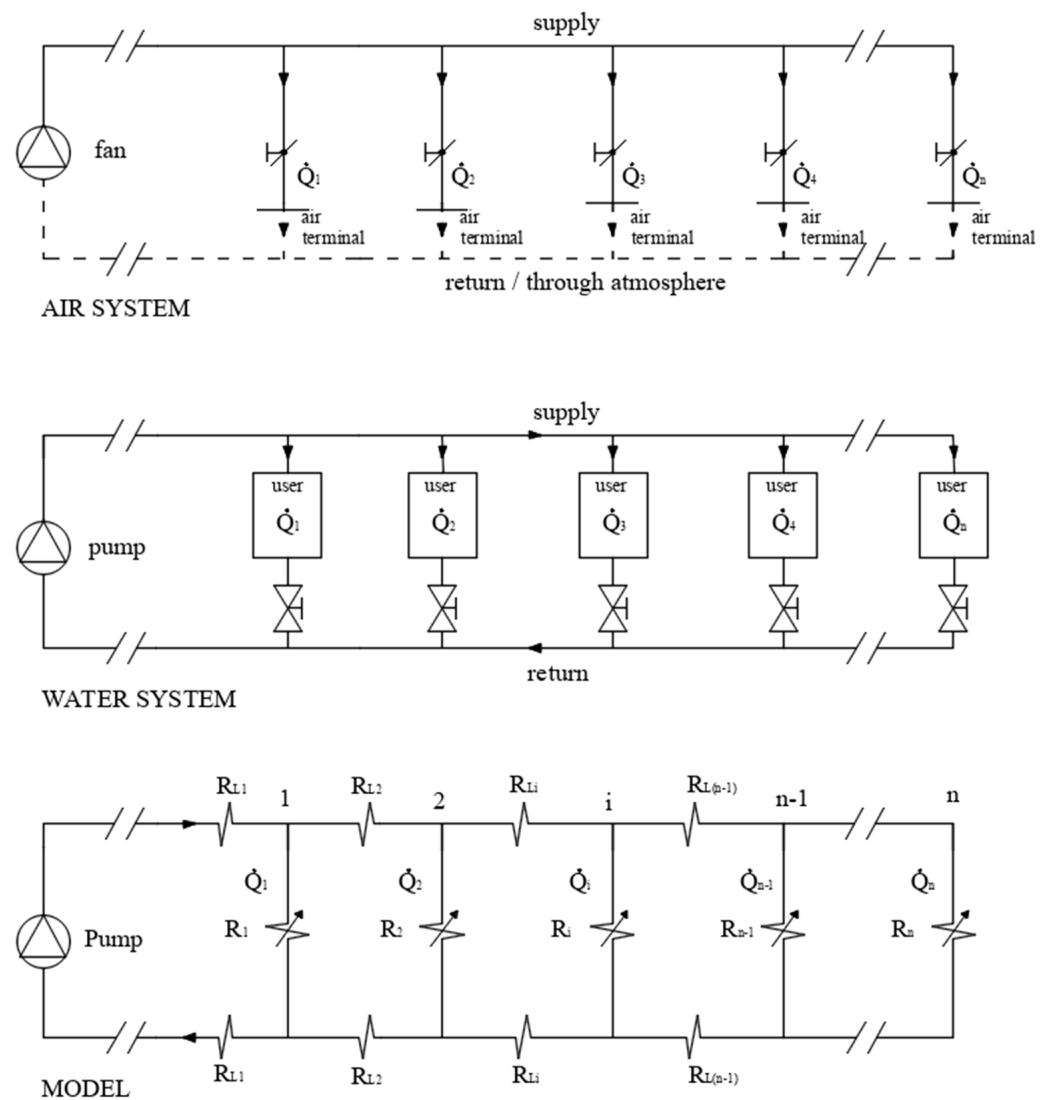 supply
fan
Q̇1 Q̇2 Q̇3 Q̇4 Q̇n
air terminal air terminal air terminal air terminal air terminal
return / through atmosphere
AIR SYSTEM
supply
user user user user user
Q̇1 Q̇2 Q̇3 Q̇4 Q̇n
pump
return
WATER SYSTEM
RL1 RL2 RLi RL(n-1)
1 2 i n-1 n
Q̇1 Q̇2 Q̇i Q̇n-1 Q̇n
Pump R1 R2 Ri Rn-1 Rn
RL1 RL2 RLi RL(n-1)
MODEL